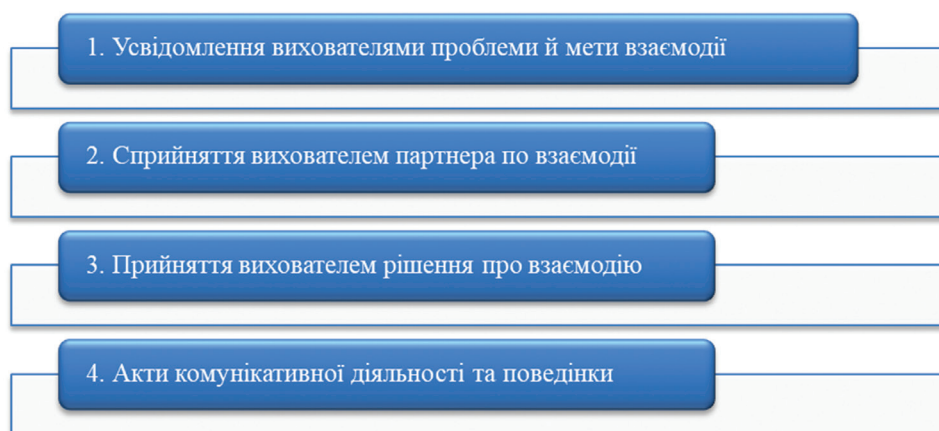 1. Усвідомлення вихователями проблеми й мети взаємодії
2. Сприйняття вихователем партнера по взаємодії
3. Прийняття вихователем рішення про взаємодію
4. Акти комунікативної діяльності та поведінки